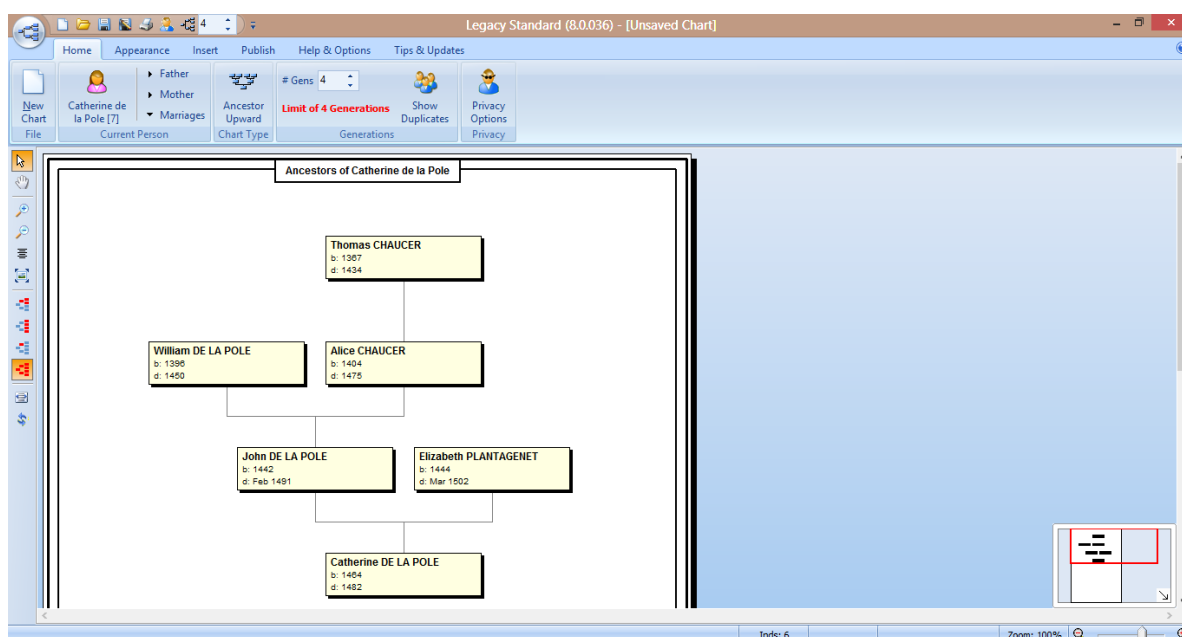 4
Legacy Standard (8.0.036) - [Unsaved Chart]
Home Appearance Insert Publish Help & Options Tips & Updates
New Chart
File
Catherine de la Pole [7]
Father
Mother
Marriages
Current Person
Ancestor Upward
Chart Type
# Gens 4
Limit of 4 Generations
Show Duplicates
Generations
Privacy Options
Privacy
Ancestors of Catherine de la Pole
Thomas CHAUCER
b: 1367
d: 1434
William DE LA POLE
b: 1396
d: 1450
Alice CHAUCER
b: 1404
d: 1475
John DE LA POLE
b: 1442
d: Feb 1491
Elizabeth PLANTAGENET
b: 1444
d: Mar 1502
Catherine DE LA POLE
b: 1464
d: 1482
Inds: 6
Zoom: 100%